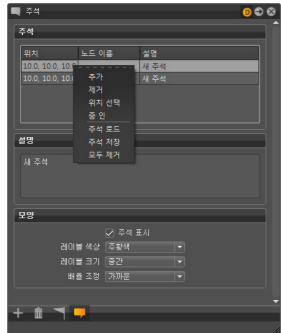 주석
주석
위치 노드 이름 설명
10.0, 10.0, 10.0 새 주석
10.0, 10.0, 10.0 새 주석
추가
제거
위치 선택
줌 인
주석 로드
주석 저장
모두 제거
설명
새 주석
모양
주석 표시
레이블 색상 주황색
레이블 크기 중간
배율 조정 가까운